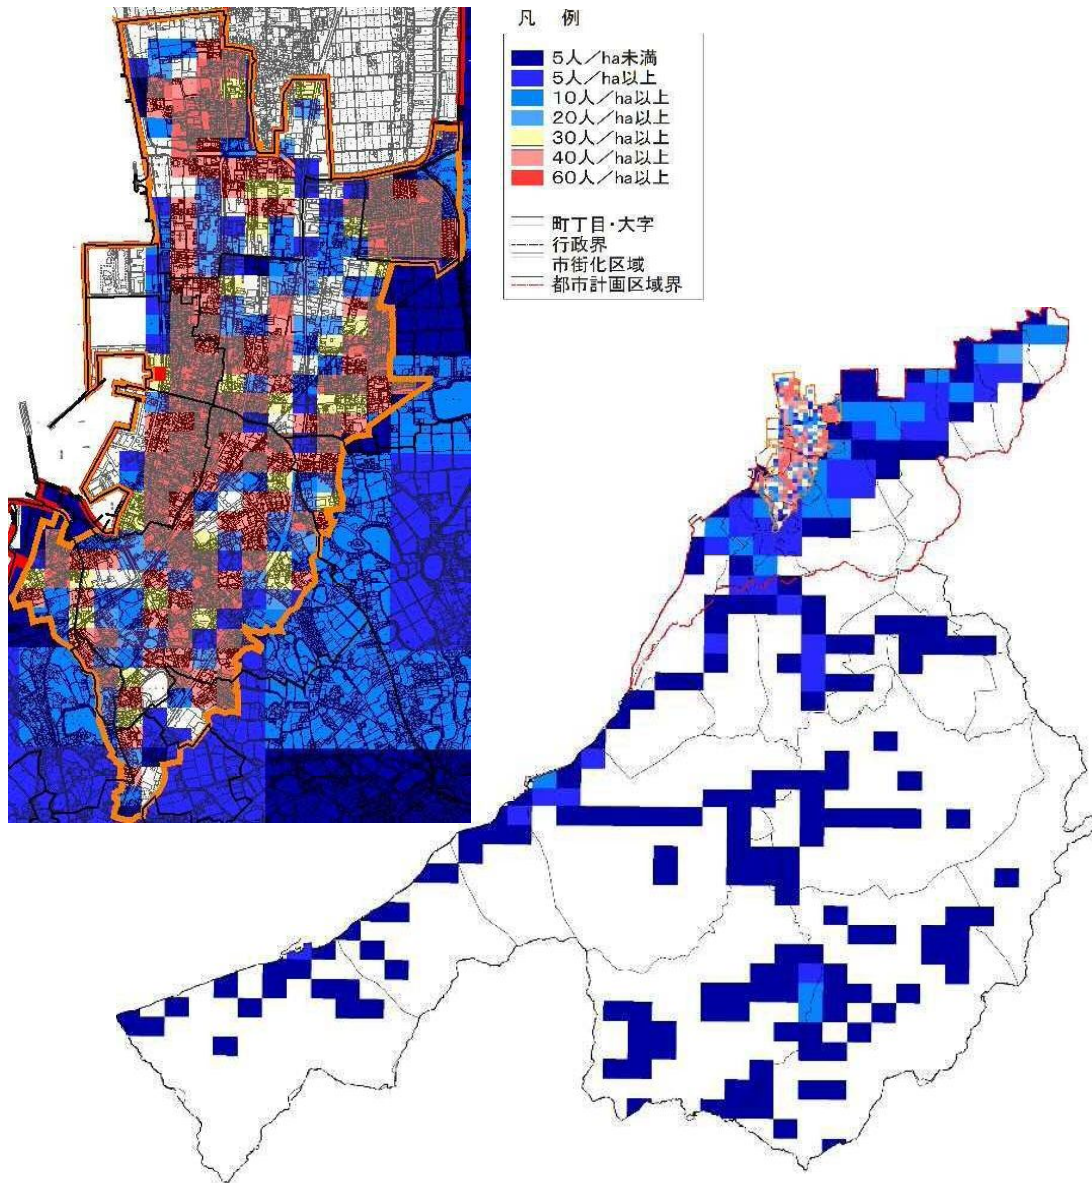 凡 例
5人/ha未満
5人/ha以上
10人/ha以上
20人/ha以上
30人/ha以上
40人/ha以上
60人/ha以上
町丁目・大字
行政界
市街化区域
都市計画区域界